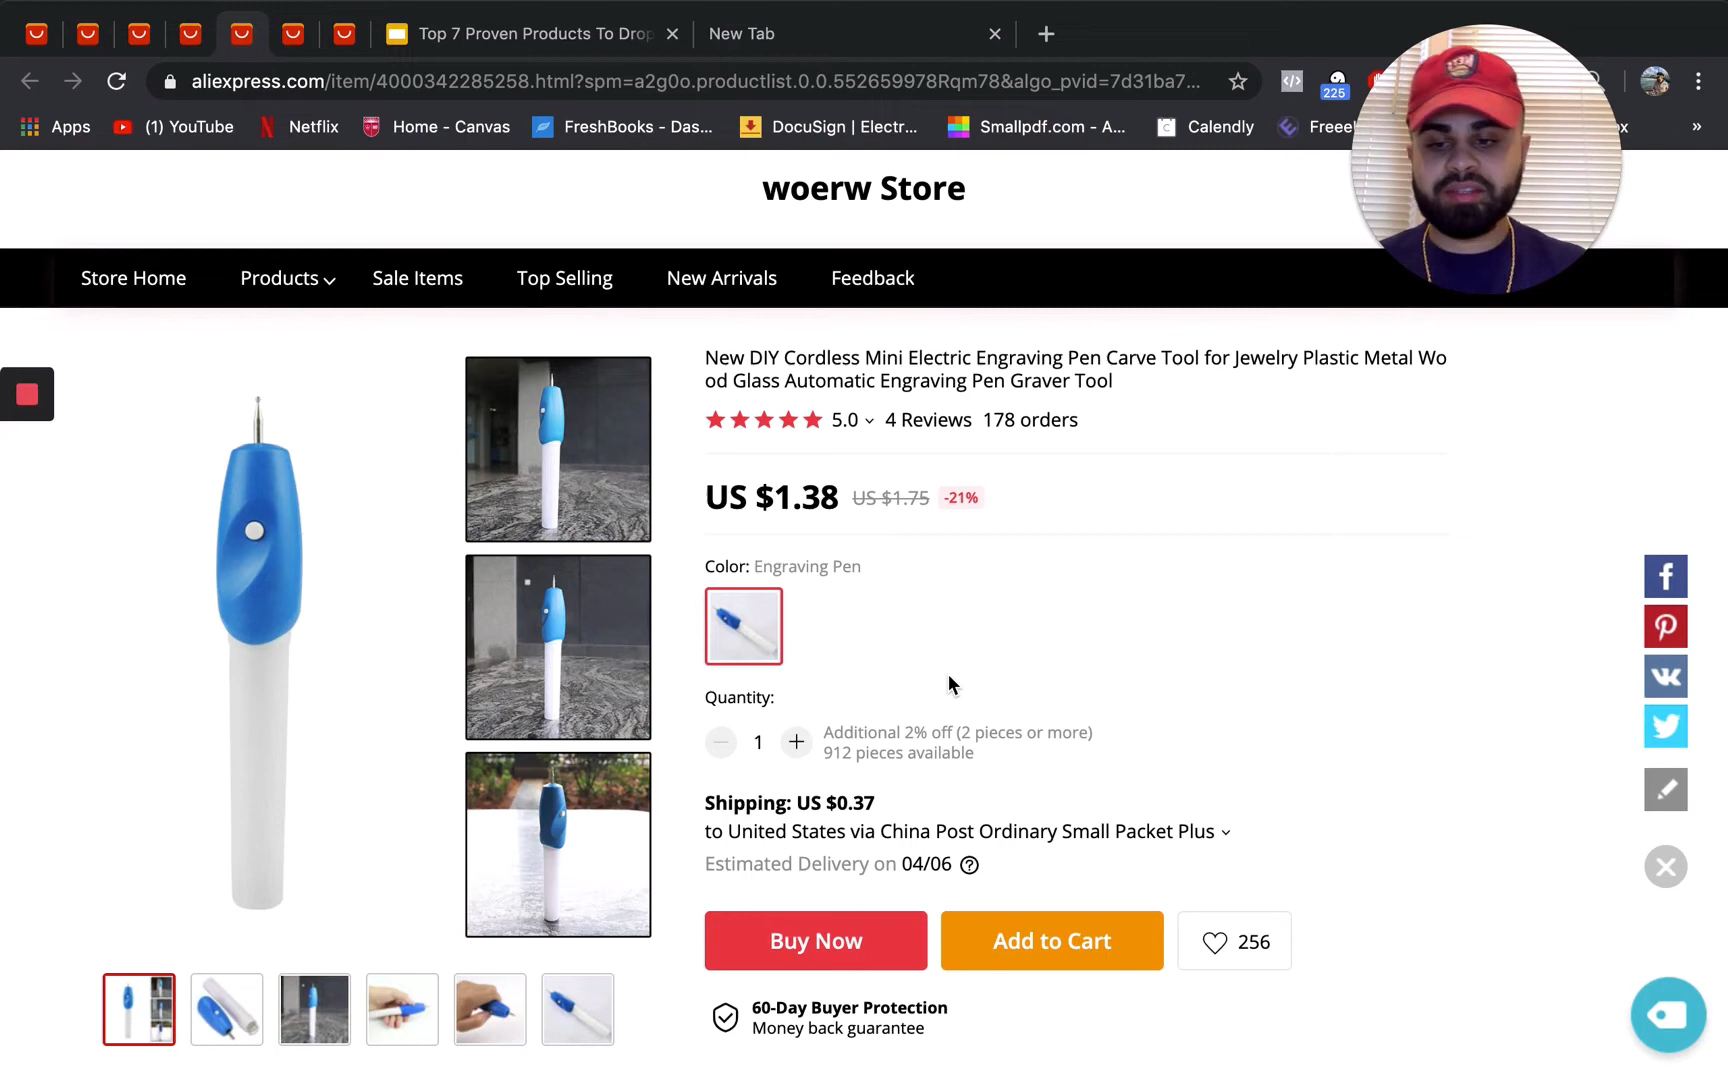 Top 7 Proven Products To Drop
New Tab
aliexpress.com/item/4000342285258.html?spm=a2g0o.productlist.0.0.552659978Rqm78&algo_pvid=7d31ba7...
225
Apps
(1) YouTube
Netflix
Home - Canvas
FreshBooks - Das...
DocuSign | Electr...
Smallpdf.com - A...
Calendly
»
woerw Store
Store Home
Products
Sale Items
Top Selling
New Arrivals
Feedback
New DIY Cordless Mini Electric Engraving Pen Carve Tool for Jewelry Plastic Metal Wo
od Glass Automatic Engraving Pen Graver Tool
5.0 4 Reviews 178 orders
US $1.38 US $1.75 -21%
Color: Engraving Pen
Quantity:
1
Additional 2% off (2 pieces or more)
912 pieces available
Shipping: US $0.37
to United States via China Post Ordinary Small Packet Plus
Estimated Delivery on 04/06
Buy Now
Add to Cart
256
60-Day Buyer Protection
Money back guarantee